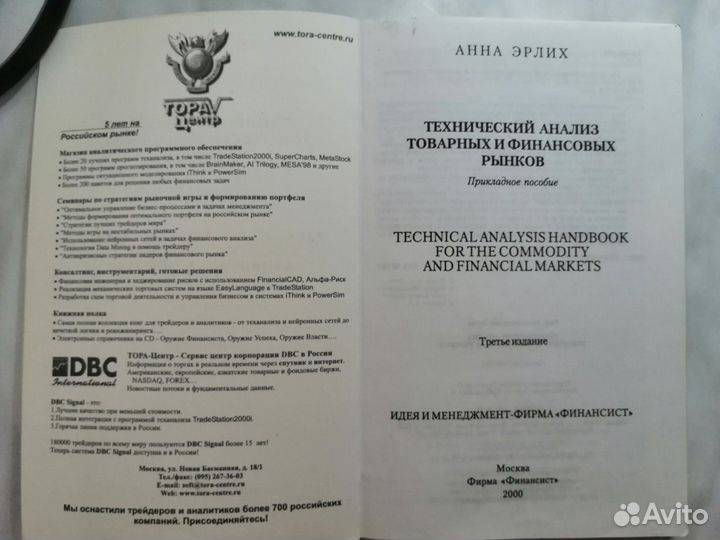 www.tora-centre.ru
ТОРА
Центр
5 лет на
Российском рынке!
Магазин аналитического программного обеспечения
• Более 20 лучших программ теханализа, в том числе TradeStation2000i, SuperCharts, MetaStock
• Более 50 программ прогнозирования, в том числе BrainMaker, AI Trilogy, MESA'98 и другие
• Программы ситуационного моделирования iThink и PowerSim
• Более 200 пакетов для решения любых финансовых задач
Семинары по стратегиям рыночной игры и формированию портфеля
• "Оптимальное управление бизнес-процессами в задачах менеджмента"
• "Методы формирования оптимального портфеля на российском рынке"
• "Стратегии лучших трейдеров мира"
• "Методы игры на нестабильных рынках"
• "Использование нейронных сетей в задачах финансового анализа"
• "Технология Data Mining в помощь трейдеру"
• "Антикризисные стратегии лидеров финансового рынка"
Консалтинг, инструментарий, готовые решения
• Финансовая инженерия и хеджирование рисков с использованием FinancialCAD, Альфа-Риск
• Реализация механических торговых систем на языке EasyLanguage в TradeStation
• Разработка схем торговой деятельности и управления бизнесом в системах iThink и PowerSim
Книжная полка
• Самая полная коллекция книг для трейдеров и аналитиков - от теханализа и нейронных сетей до
нечеткой логики и реинжиниринга....
• Электронные справочники на CD - Оружие Финансиста, Оружие Успеха, Оружие Власти....
DBC
International
ТОРА-Центр - Сервис центр корпорации DBC в России
Информация о торгах в реальном времени через спутник и интернет.
Американские, европейские, азиатские товарные и фондовые биржи,
NASDAQ, FOREX...
Новостные потоки и фундаментальные данные.
DBC Signal - это:
1.Лучшее качество при меньшей стоимости.
2.Полная интеграция с программой теханализа TradeStation2000i.
3.Горячая линия поддержки в России.
180000 трейдеров по всему миру пользуются DBC Signal более 15 лет!
Теперь система DBC Signal доступна и в России!
Москва, ул. Новая Басманная, д. 18/1
Тел./факс: (095) 267-36-03
E-mail: soft@tora-centre.ru
Web: www.tora-centre.ru
Мы оснастили трейдеров и аналитиков более 700 российских
компаний. Присоединяйтесь!
АННА ЭРЛИХ
ТЕХНИЧЕСКИЙ АНАЛИЗ
ТОВАРНЫХ И ФИНАНСОВЫХ
РЫНКОВ
Прикладное пособие
TECHNICAL ANALYSIS HANDBOOK
FOR THE COMMODITY
AND FINANCIAL MARKETS
Третье издание
ИДЕЯ И МЕНЕДЖМЕНТ-ФИРМА «ФИНАНСИСТ»
Москва
Фирма «Финансист»
2000
Avito